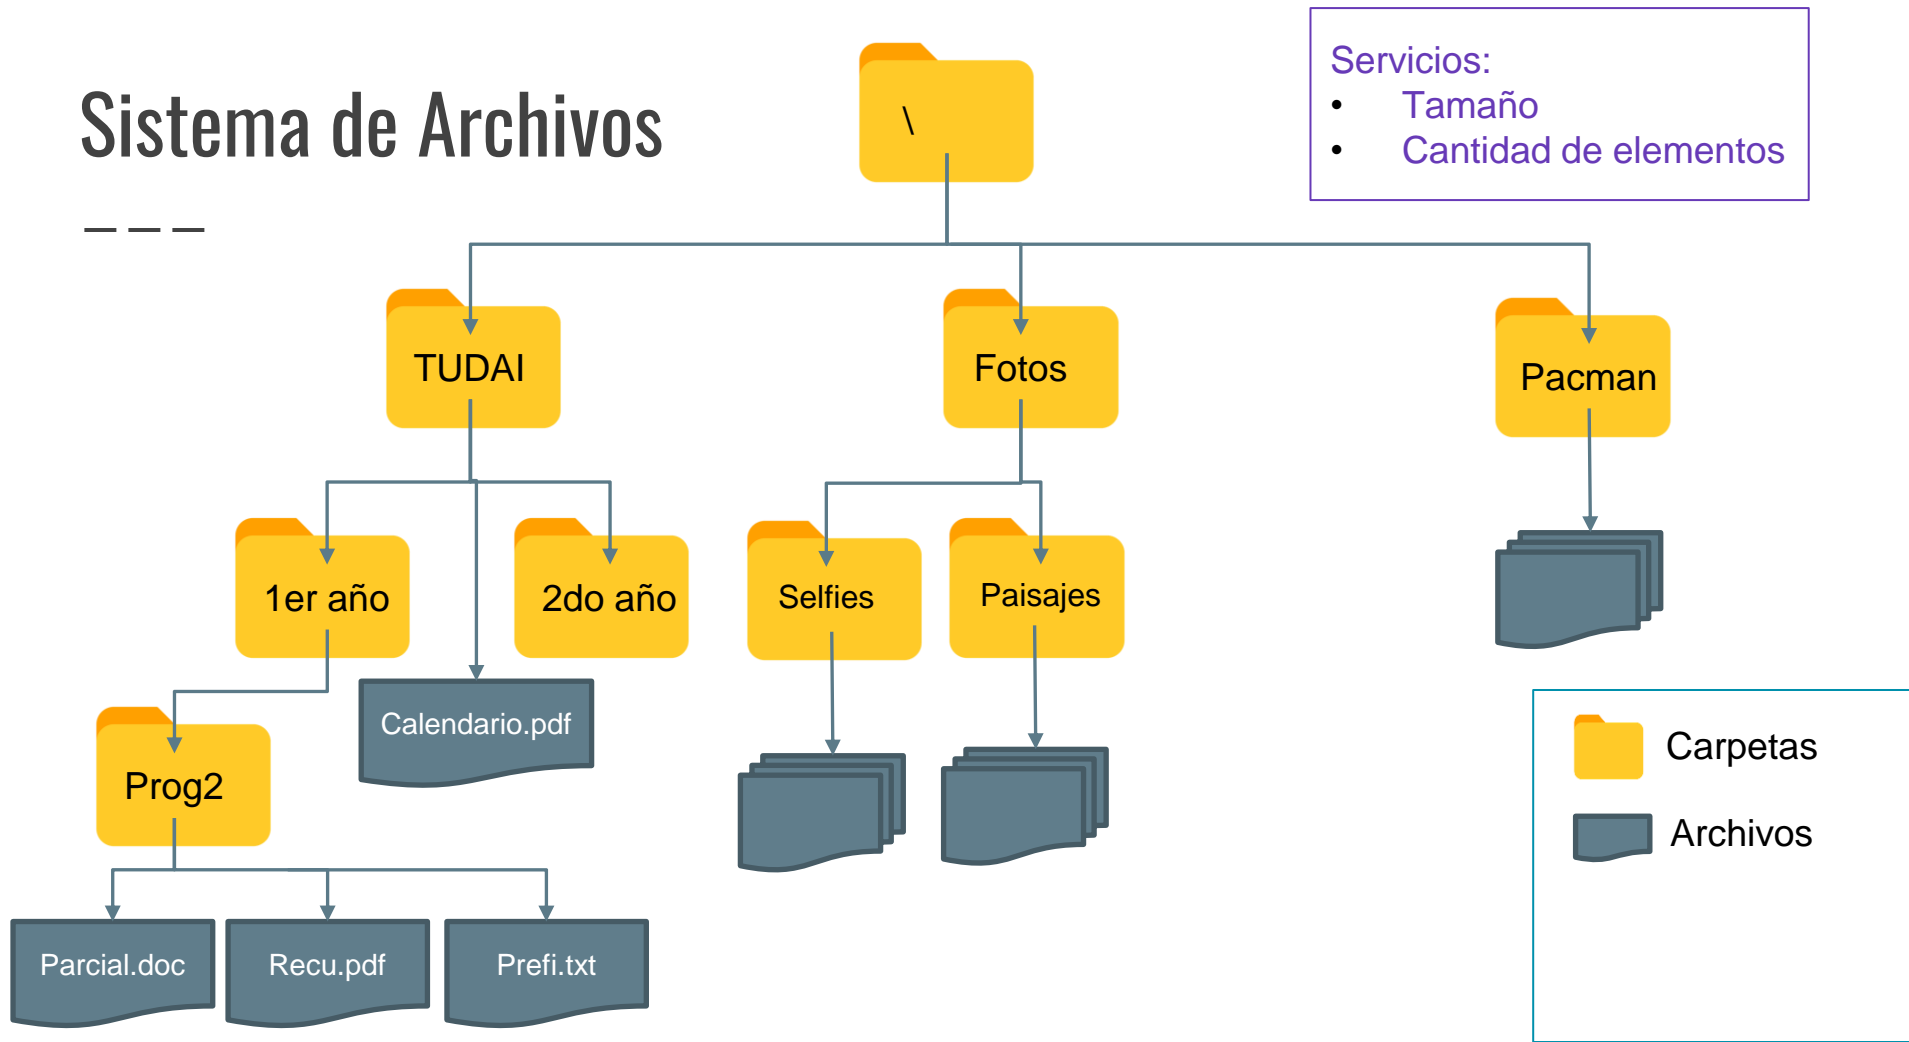 Sistema de Archivos
\
Servicios:
• Tamaño
• Cantidad de elementos
TUDAI
Fotos
Pacman
1er año
2do año
Selfies
Paisajes
Calendario.pdf
Prog2
Carpetas
Archivos
Parcial.doc
Recu.pdf
Prefi.txt